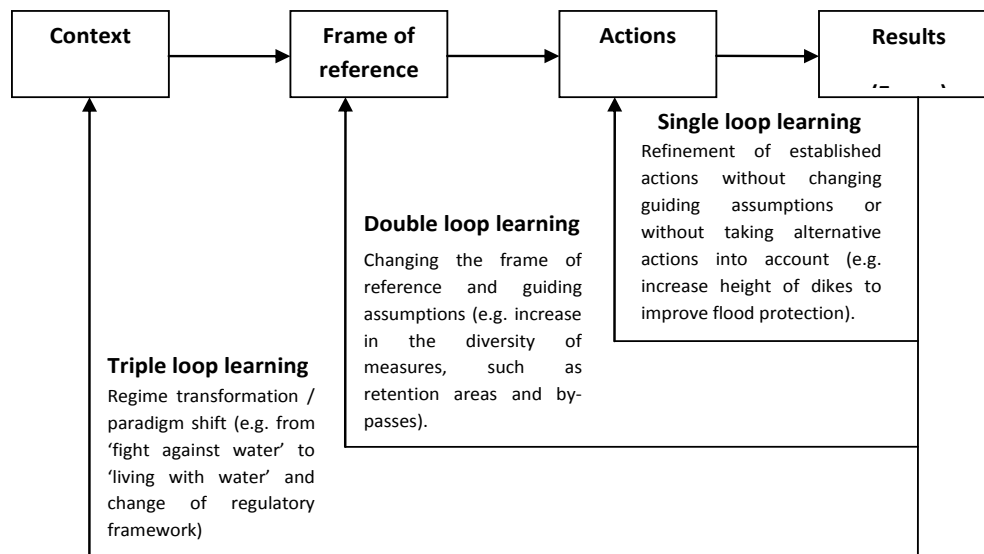 Context
Frame of
reference
Actions
Results
Single loop learning
Refinement of established
actions without changing
guiding assumptions or
without taking alternative
actions into account (e.g.
increase height of dikes to
improve flood protection).
Double loop learning
Changing the frame of
reference and guiding
assumptions (e.g. increase
in the diversity of
measures, such as
retention areas and by-
passes).
Triple loop learning
Regime transformation /
paradigm shift (e.g. from
‘fight against water’ to
‘living with water’ and
change of regulatory
framework)